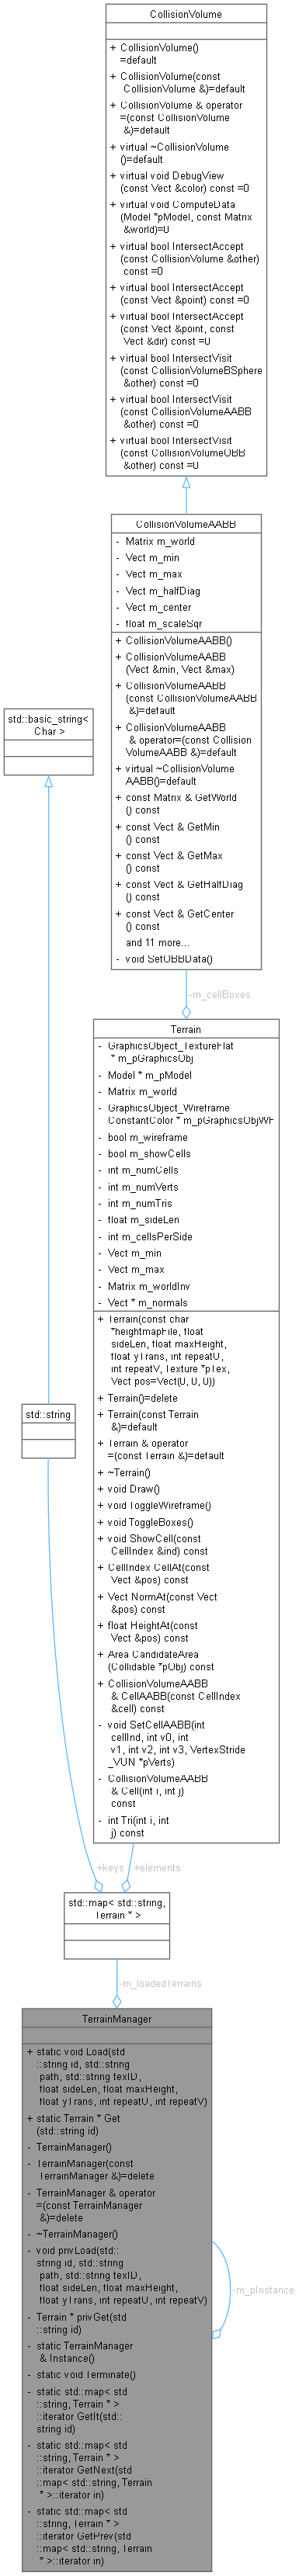 CollisionVolume
+ CollisionVolume()
=default
+ CollisionVolume(const
CollisionVolume &)=default
+ CollisionVolume & operator
=(const CollisionVolume
&)=default
+ virtual ~CollisionVolume
()=default
+ virtual void DebugView
(const Vect &color) const =0
+ virtual void ComputeData
(Model *pModel, const Matrix
&world)=0
+ virtual bool IntersectAccept
(const CollisionVolume &other)
const =0
+ virtual bool IntersectAccept
(const Vect &point) const =0
+ virtual bool IntersectAccept
(const Vect &point, const
Vect &dir) const =0
+ virtual bool IntersectVisit
(const CollisionVolumeBSphere
&other) const =0
+ virtual bool IntersectVisit
(const CollisionVolumeAABB
&other) const =0
+ virtual bool IntersectVisit
(const CollisionVolumeOBB
&other) const =0
CollisionVolumeAABB
- Matrix m_world
- Vect m_min
- Vect m_max
- Vect m_halfDiag
- Vect m_center
- float m_scaleSqr
+ CollisionVolumeAABB()
+ CollisionVolumeAABB
(Vect &min, Vect &max)
+ CollisionVolumeAABB
(const CollisionVolumeAABB
&)=default
+ CollisionVolumeAABB
& operator=(const Collision
VolumeAABB &)=default
+ virtual ~CollisionVolume
AABB()=default
+ const Matrix & GetWorld
() const
+ const Vect & GetMin
() const
+ const Vect & GetMax
() const
+ const Vect & GetHalfDiag
() const
+ const Vect & GetCenter
() const
and 11 more...
- void SetOBBData()
std::basic_string<
Char >
-m_cellBoxes
Terrain
- GraphicsObject_TextureFlat
* m_pGraphicsObj
- Model * m_pModel
- Matrix m_world
- GraphicsObject_Wireframe
ConstantColor * m_pGraphicsObjWF
- bool m_wireframe
- bool m_showCells
- int m_numCells
- int m_numVerts
- int m_numTris
- float m_sideLen
- int m_cellsPerSide
- Vect m_min
- Vect m_max
- Matrix m_worldInv
- Vect * m_normals
+ Terrain(const char
*heightmapFile, float
sideLen, float maxHeight,
float yTrans, int repeatU,
int repeatV, Texture *pTex,
Vect pos=Vect(0, 0, 0))
+ Terrain()=delete
+ Terrain(const Terrain
&)=default
+ Terrain & operator
=(const Terrain &)=default
+ ~Terrain()
+ void Draw()
+ void ToggleWireframe()
+ void ToggleBoxes()
+ void ShowCell(const
CellIndex &ind) const
+ CellIndex CellAt(const
Vect &pos) const
+ Vect NormAt(const Vect
&pos) const
+ float HeightAt(const
Vect &pos) const
+ Area CandidateArea
(Collidable *pObj) const
+ CollisionVolumeAABB
& CellAABB(const CellIndex
&cell) const
- void SetCellAABB(int
cellInd, int v0, int
v1, int v2, int v3, VertexStride
_VUN *pVerts)
- CollisionVolumeAABB
& Cell(int i, int j)
const
- int Tri(int i, int
j) const
std::string
+keys
+elements
std::map< std::string,
Terrain * >
-m_loadedTerrains
TerrainManager
+ static void Load(std
::string id, std::string
path, std::string texID,
float sideLen, float maxHeight,
float yTrans, int repeatU, int repeatV)
+ static Terrain * Get
(std::string id)
- TerrainManager()
- TerrainManager(const
TerrainManager &)=delete
- TerrainManager & operator
=(const TerrainManager
&)=delete
- ~TerrainManager()
- void privLoad(std::
string id, std::string
path, std::string texID,
float sideLen, float maxHeight,
float yTrans, int repeatU, int repeatV)
- Terrain * privGet(std
::string id)
- static TerrainManager
& Instance()
- static void Terminate()
- static std::map< std
::string, Terrain * >
::iterator GetIt(std::
string id)
- static std::map< std
::string, Terrain * >
::iterator GetNext(std
::map< std::string, Terrain
* >::iterator in)
- static std::map< std
::string, Terrain * >
::iterator GetPrev(std
::map< std::string, Terrain
* >::iterator in)
-m_pInstance